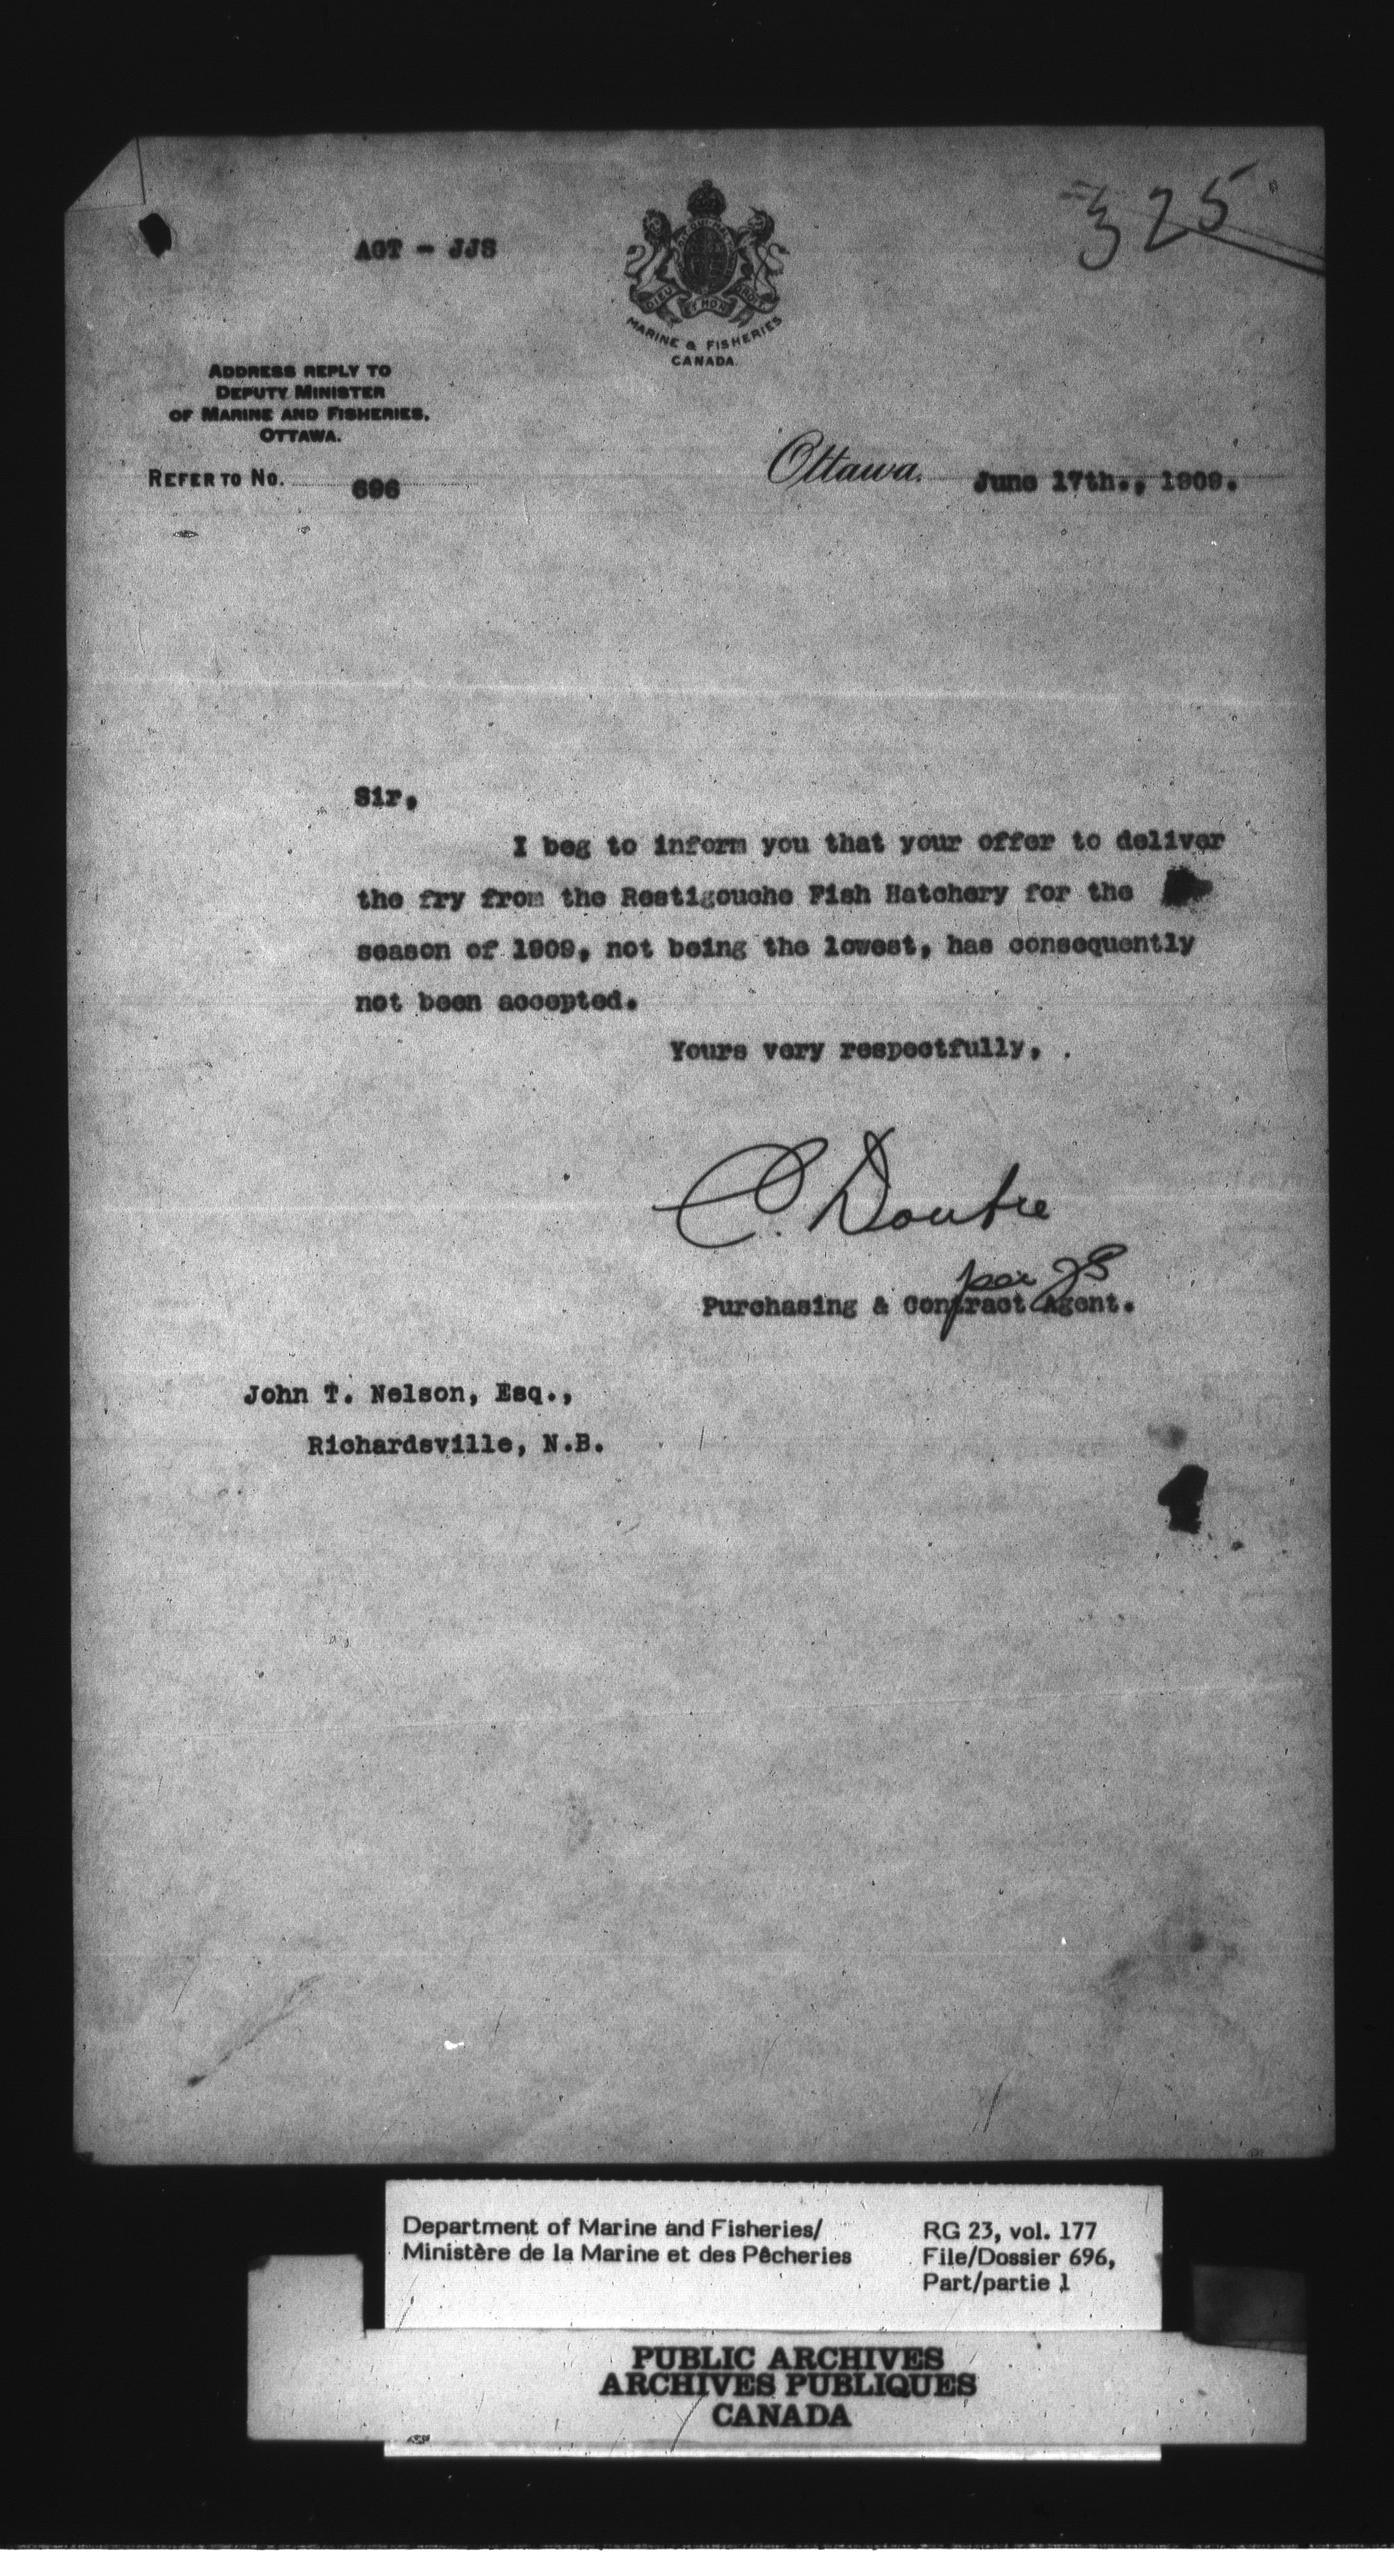 325
AGT - JJS
DIEU ET MON DROIT
MARINE & FISHERIES
CANADA.
ADDRESS REPLY TO
DEPUTY MINISTER
OF MARINE AND FISHERIES,
OTTAWA.
REFER TO NO. 696
Ottawa. June 17th., 1909.
Sir,
I beg to inform you that your offer to deliver
the fry from the Restigouche Fish Hatchery for the
season of 1909, not being the lowest, has consequently
not been accepted.
Yours very respectfully,
C. Doutre
per JS
Purchasing & Contract Agent.
John T. Nelson, Esq.,
Richardsville, N.B.
Department of Marine and Fisheries/
Ministère de la Marine et des Pêcheries
RG 23, vol. 177
File/Dossier 696,
Part/partie 1
PUBLIC ARCHIVES
ARCHIVES PUBLIQUES
CANADA